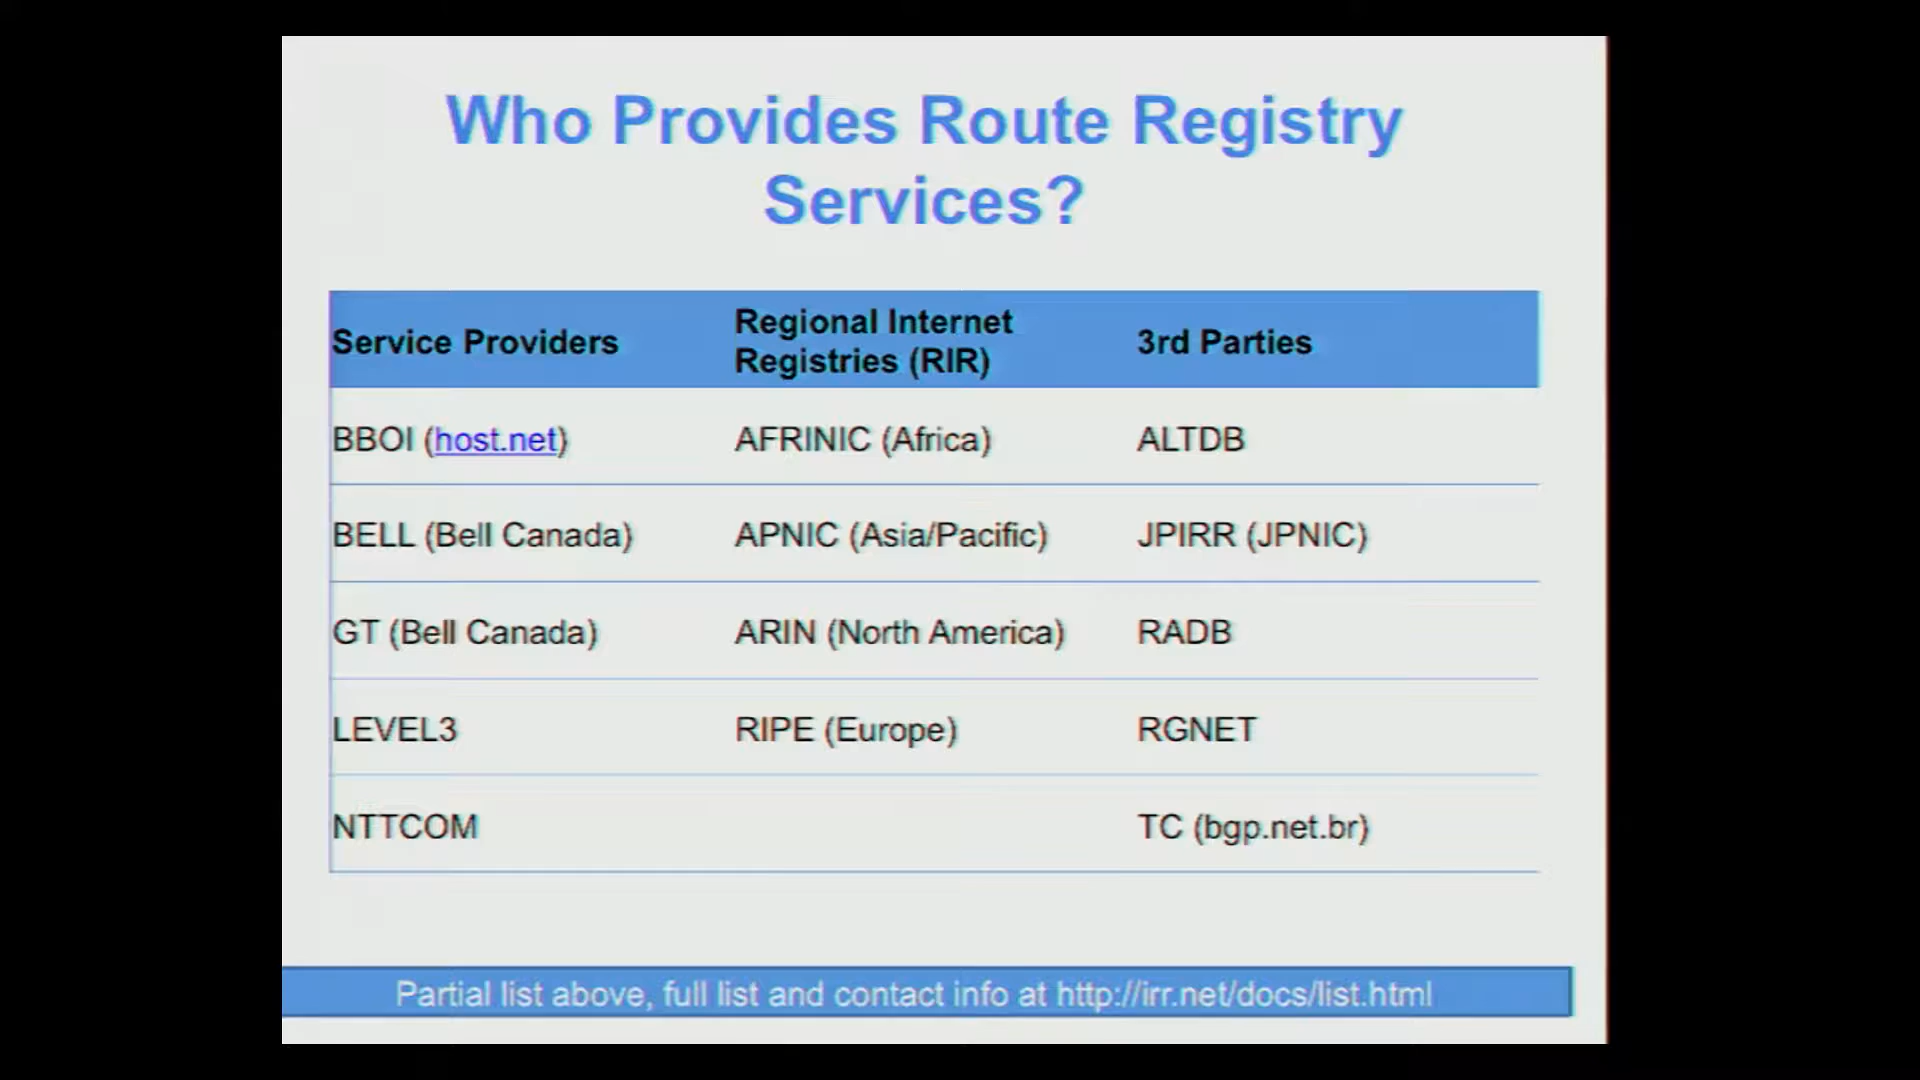 Who Provides Route Registry
Services?
Service Providers
Regional Internet
Registries (RIR)
3rd Parties
BBOI (host.net)
AFRINIC (Africa)
ALTDB
BELL (Bell Canada)
APNIC (Asia/Pacific)
JPIRR (JPNIC)
GT (Bell Canada)
ARIN (North America)
RADB
LEVEL3
RIPE (Europe)
RGNET
NTTCOM
TC (bgp.net.br)
Partial list above, full list and contact info at http://irr.net/docs/list.html